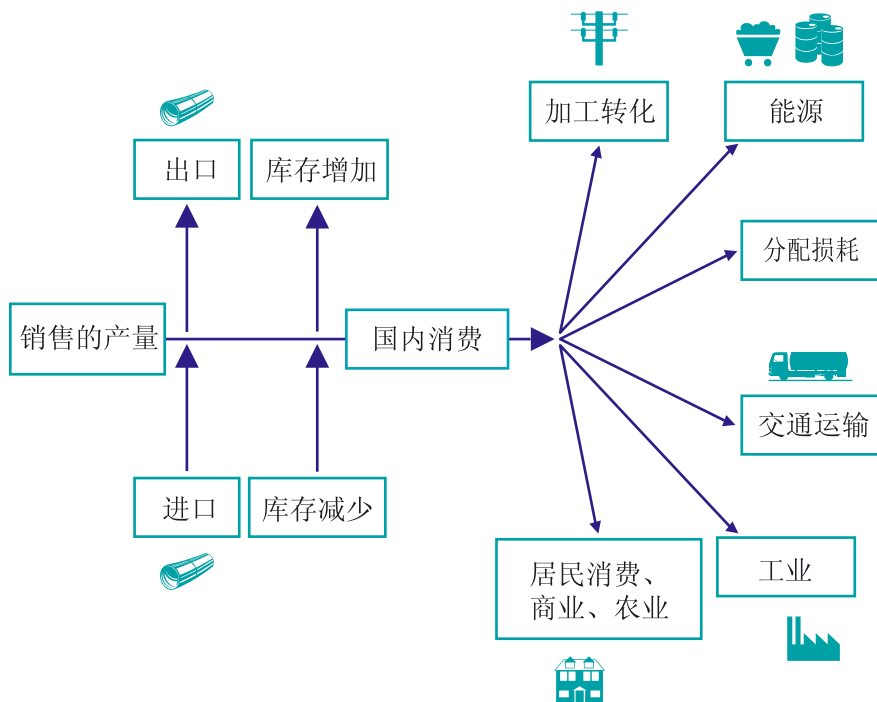 加工转化
能源
出口
库存增加
分配损耗
销售的产量
国内消费
交通运输
进口
库存减少
居民消费、
商业、农业
工业